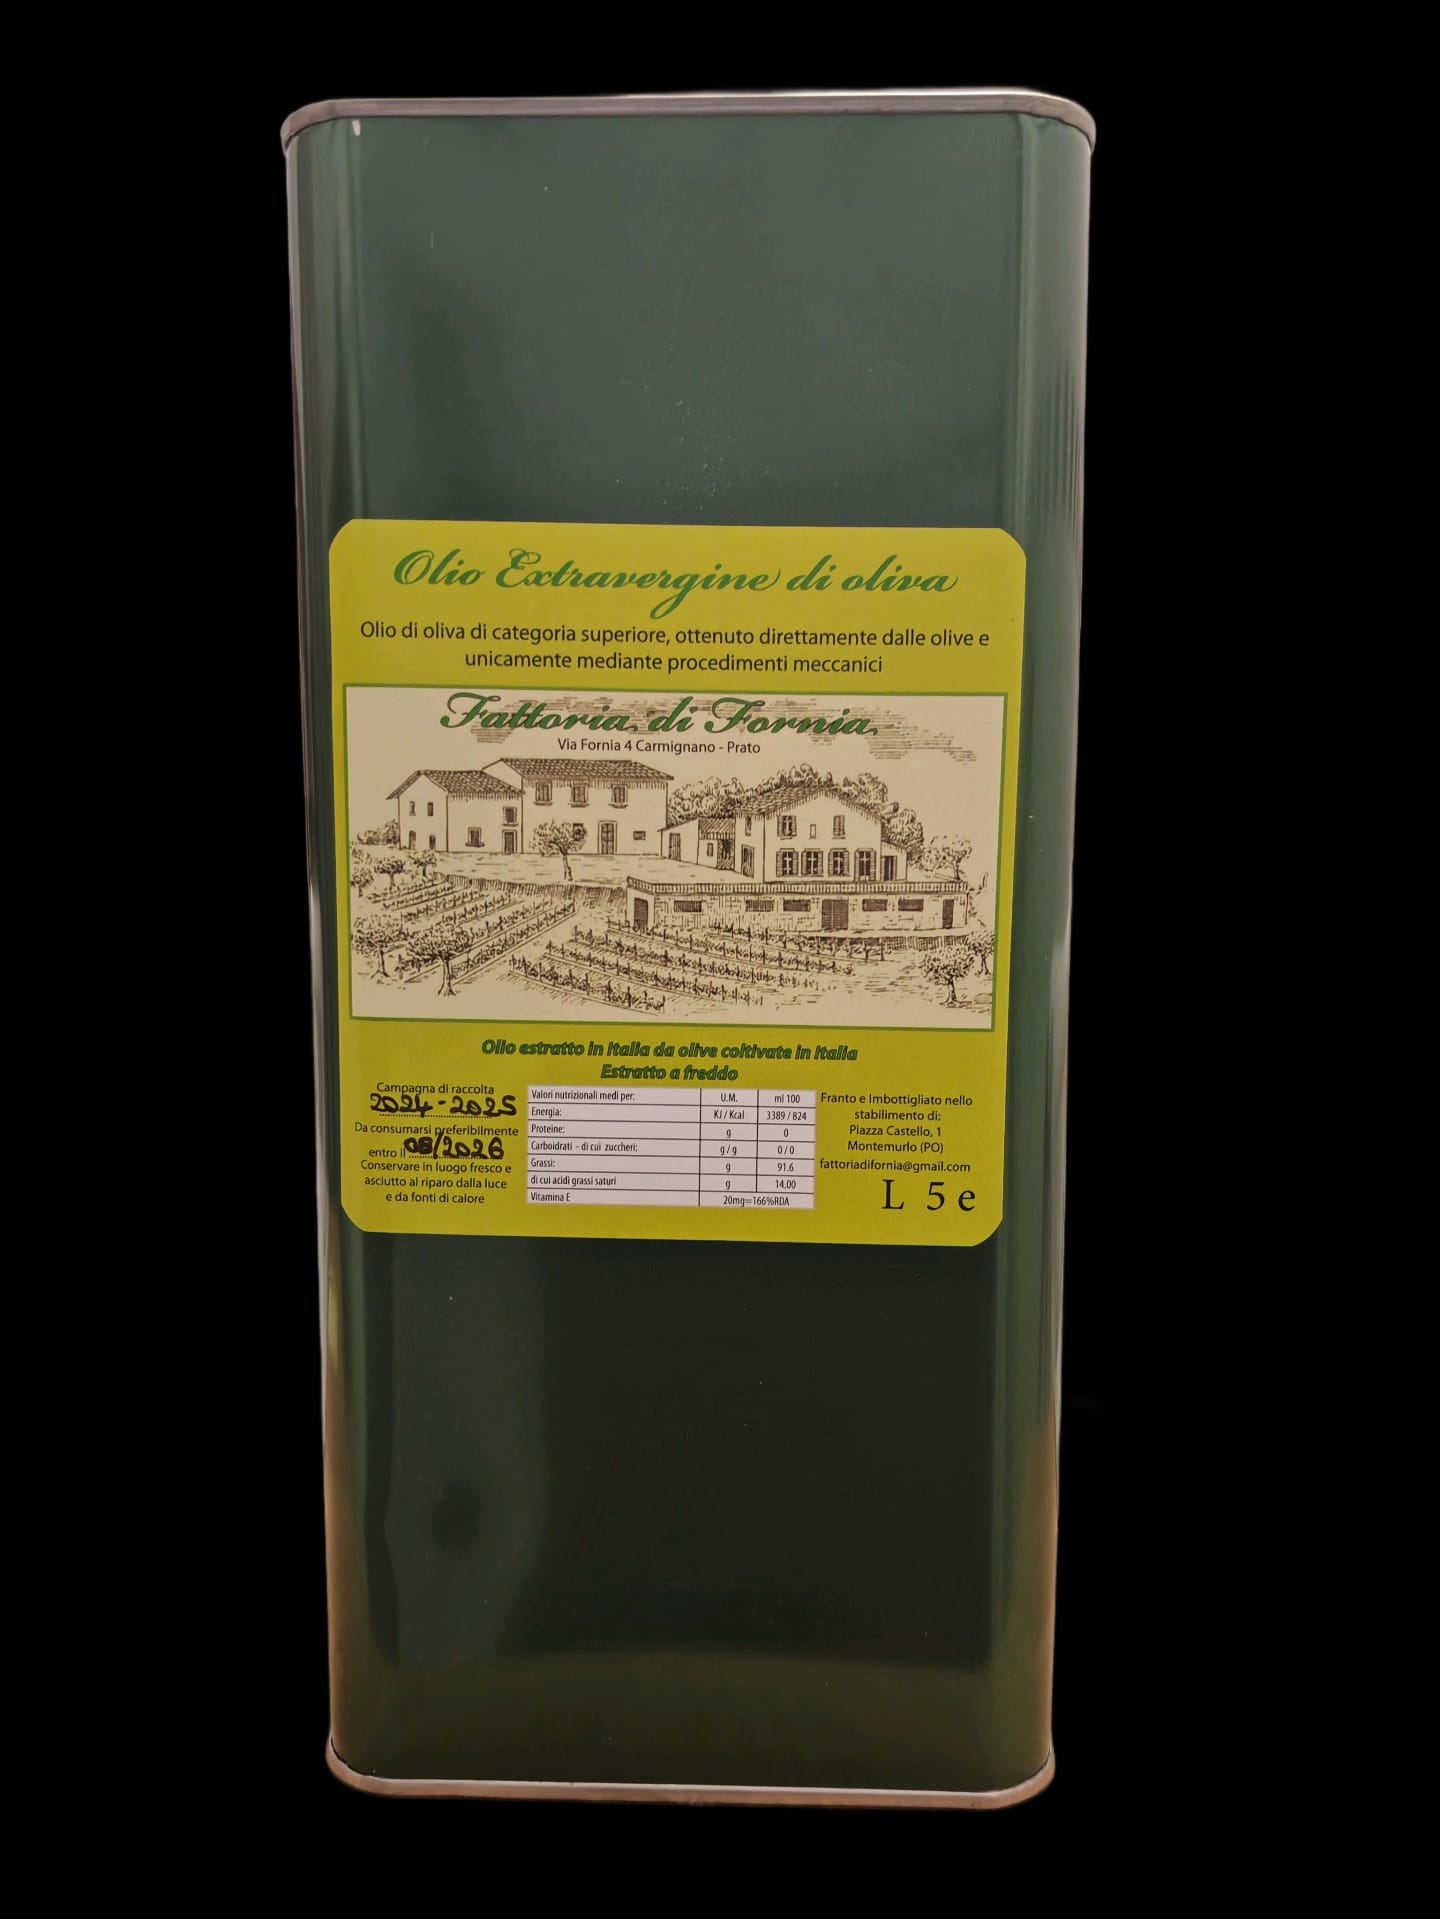 Olio Extravergine di oliva
Olio di oliva di categoria superiore, ottenuto direttamente dalle olive e
unicamente mediante procedimenti meccanici
Fattoria di Fornia
Via Fornia 4 Carmignano - Prato
Olio estratto in Italia da olive coltivate in Italia
Estratto a freddo
Campagna di raccolta
2024-2025
Da consumarsi preferibilmente
entro il 08/2026
Conservare in luogo fresco e
asciutto al riparo dalla luce
e da fonti di calore
Valori nutrizionali medi per: U.M. ml 100
Energia: KJ / Kcal 3389 / 824
Proteine: g 0
Carboidrati - di cui zuccheri: g / g 0 / 0
Grassi: g 91.6
di cui acidi grassi saturi g 14.00
Vitamina E 20mg=166%RDA
Franto e Imbottigliato nello
stabilimento di:
Piazza Castello, 1
Montemurlo (PO)
fattoriadifornia@gmail.com
L 5 e